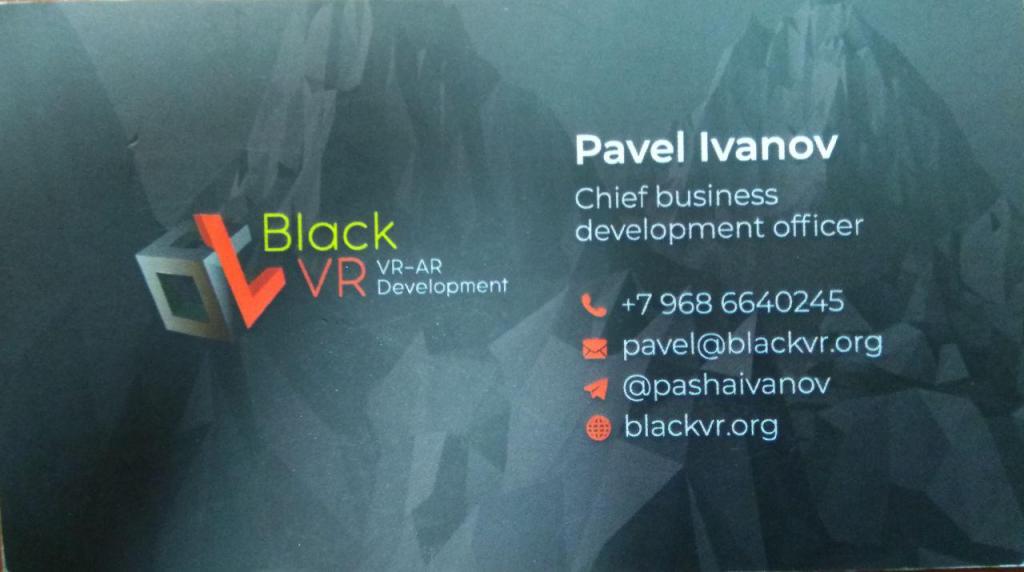 Black
VR
VR-AR
Development
Pavel Ivanov
Chief business
development officer
+7 968 6640245
pavel@blackvr.org
@pashaivanov
blackvr.org